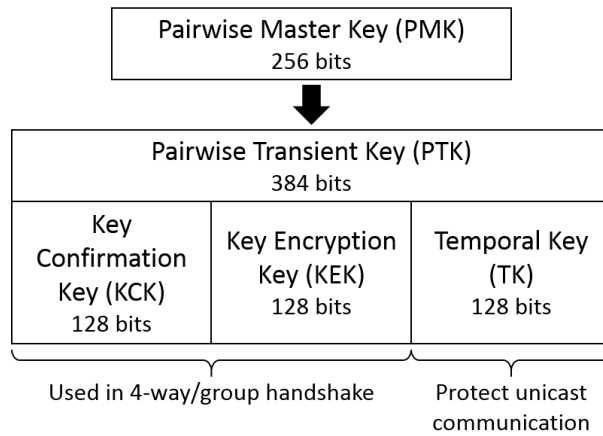 Pairwise Master Key (PMK)
256 bits
Pairwise Transient Key (PTK)
384 bits
Key
Confirmation
Key (KCK)
128 bits
Key Encryption
Key (KEK)
128 bits
Temporal Key
(TK)
128 bits
Used in 4-way/group handshake
Protect unicast
communication